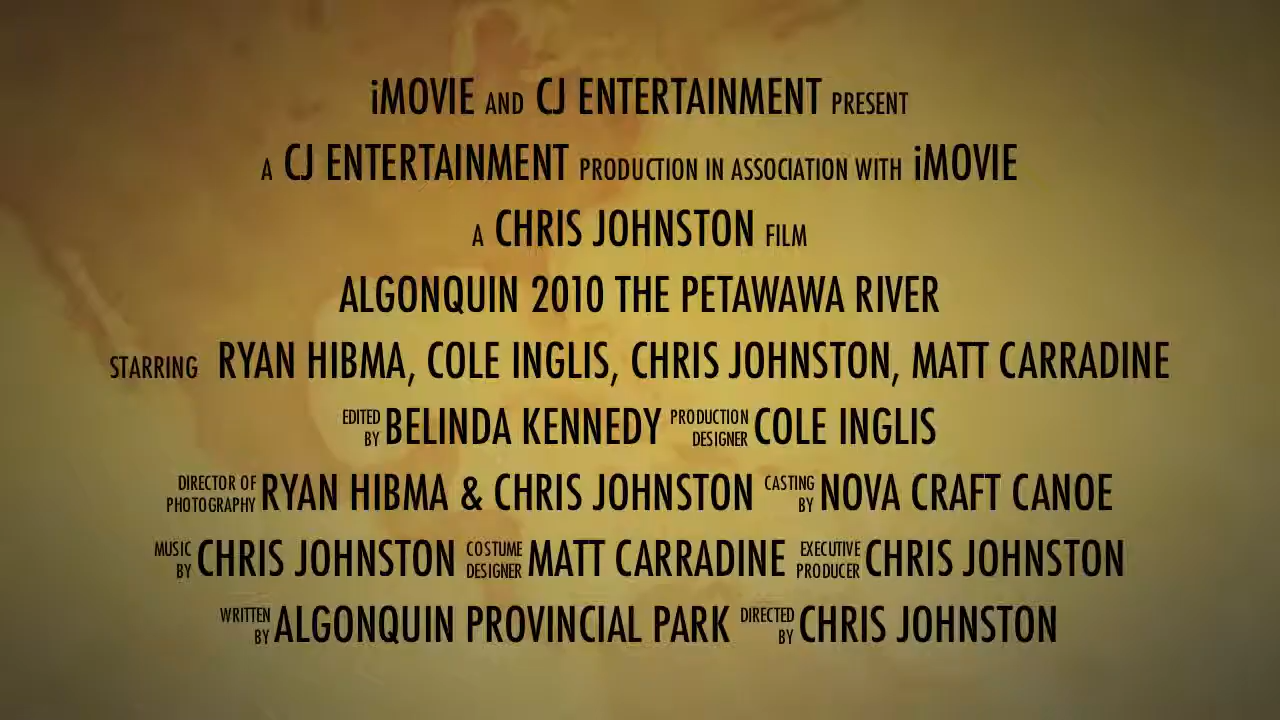 iMOVIE AND CJ ENTERTAINMENT PRESENT
A CJ ENTERTAINMENT PRODUCTION IN ASSOCIATION WITH iMOVIE
A CHRIS JOHNSTON FILM
ALGONQUIN 2010 THE PETAWAWA RIVER
STARRING RYAN HIBMA, COLE INGLIS, CHRIS JOHNSTON, MATT CARRADINE
EDITED BY BELINDA KENNEDY PRODUCTION DESIGNER COLE INGLIS
DIRECTOR OF PHOTOGRAPHY RYAN HIBMA & CHRIS JOHNSTON CASTING BY NOVA CRAFT CANOE
MUSIC BY CHRIS JOHNSTON COSTUME DESIGNER MATT CARRADINE EXECUTIVE PRODUCER CHRIS JOHNSTON
WRITTEN BY ALGONQUIN PROVINCIAL PARK DIRECTED BY CHRIS JOHNSTON